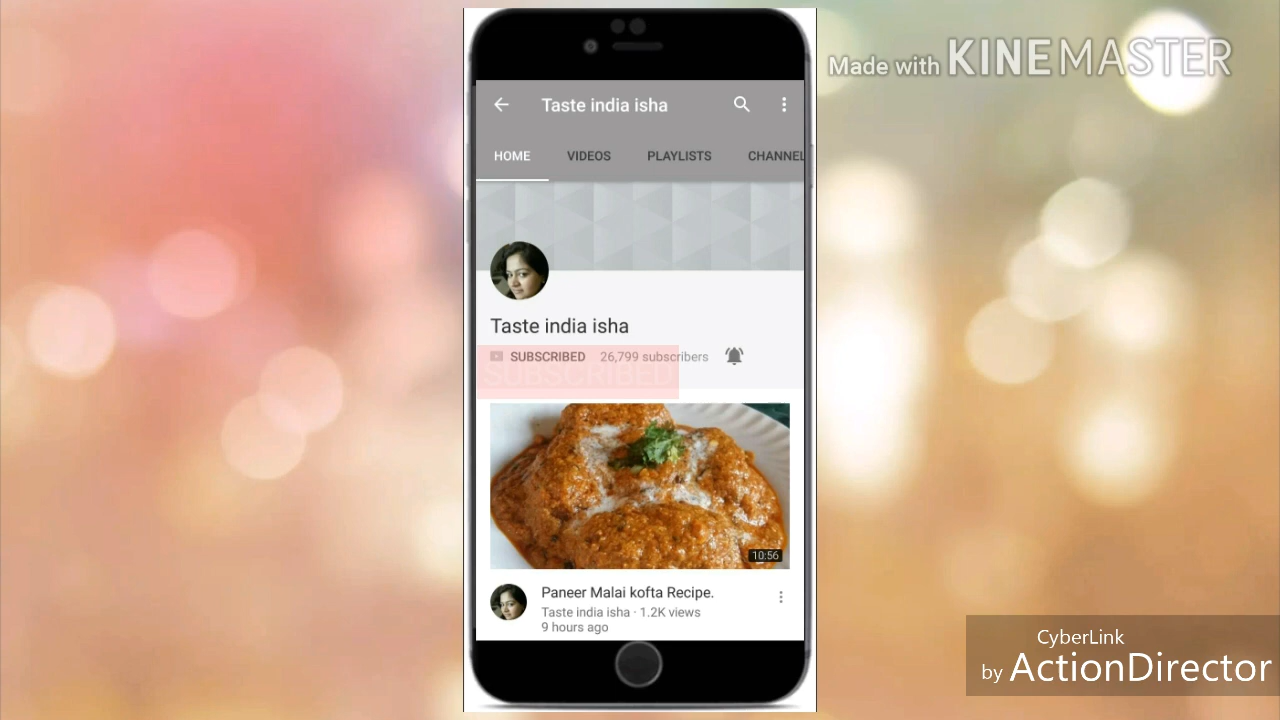 Made with KINEMASTER
Taste india isha
HOME VIDEOS PLAYLISTS CHANNEL
Taste india isha
SUBSCRIBED 26,799 subscribers
SUBSCRIBED
10:56
Paneer Malai kofta Recipe.
Taste india isha · 1.2K views
9 hours ago
CyberLink
by ActionDirector